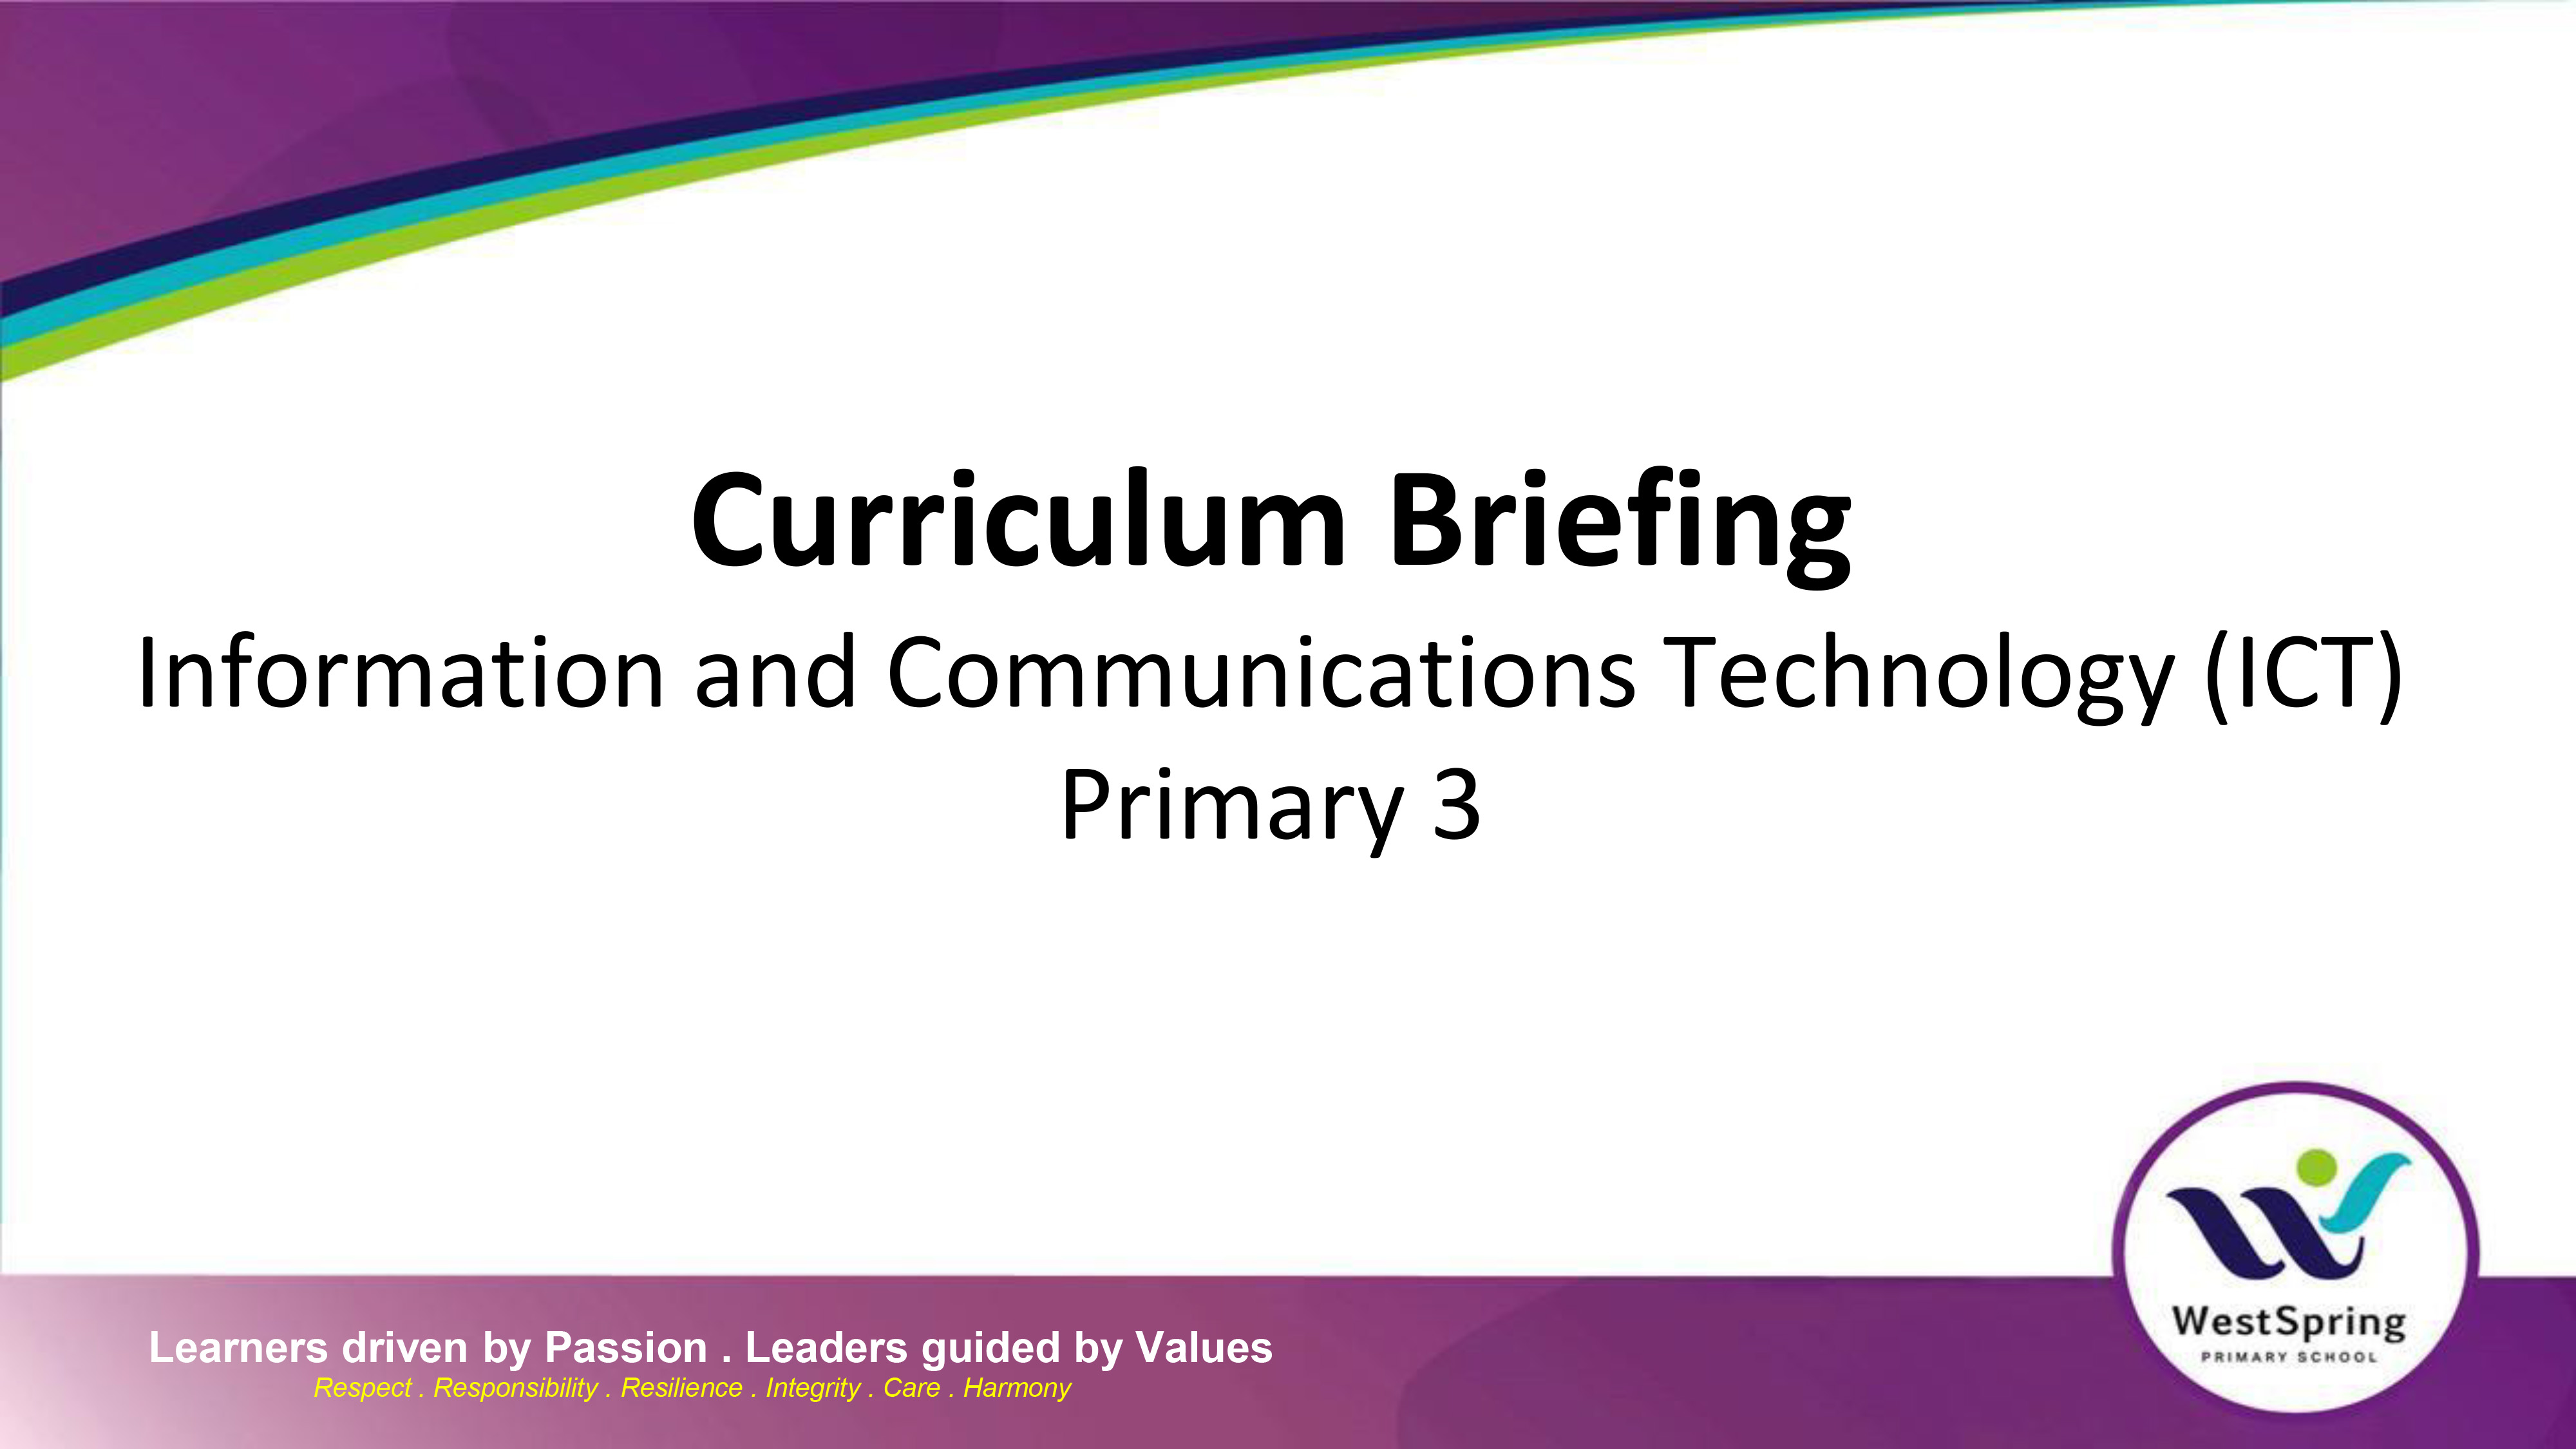 Curriculum Briefing
Information and Communications Technology (ICT)
Primary 3
Learners driven by Passion . Leaders guided by Values
Respect . Responsibility . Resilience . Integrity . Care . Harmony
WestSpring
PRIMARY SCHOOL